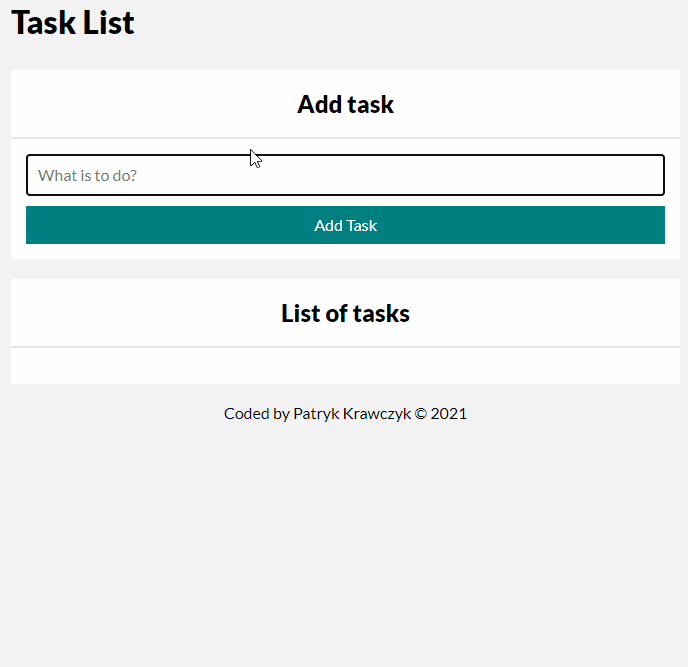 Task List
Add task
What is to do?
Add Task
List of tasks
Coded by Patryk Krawczyk © 2021